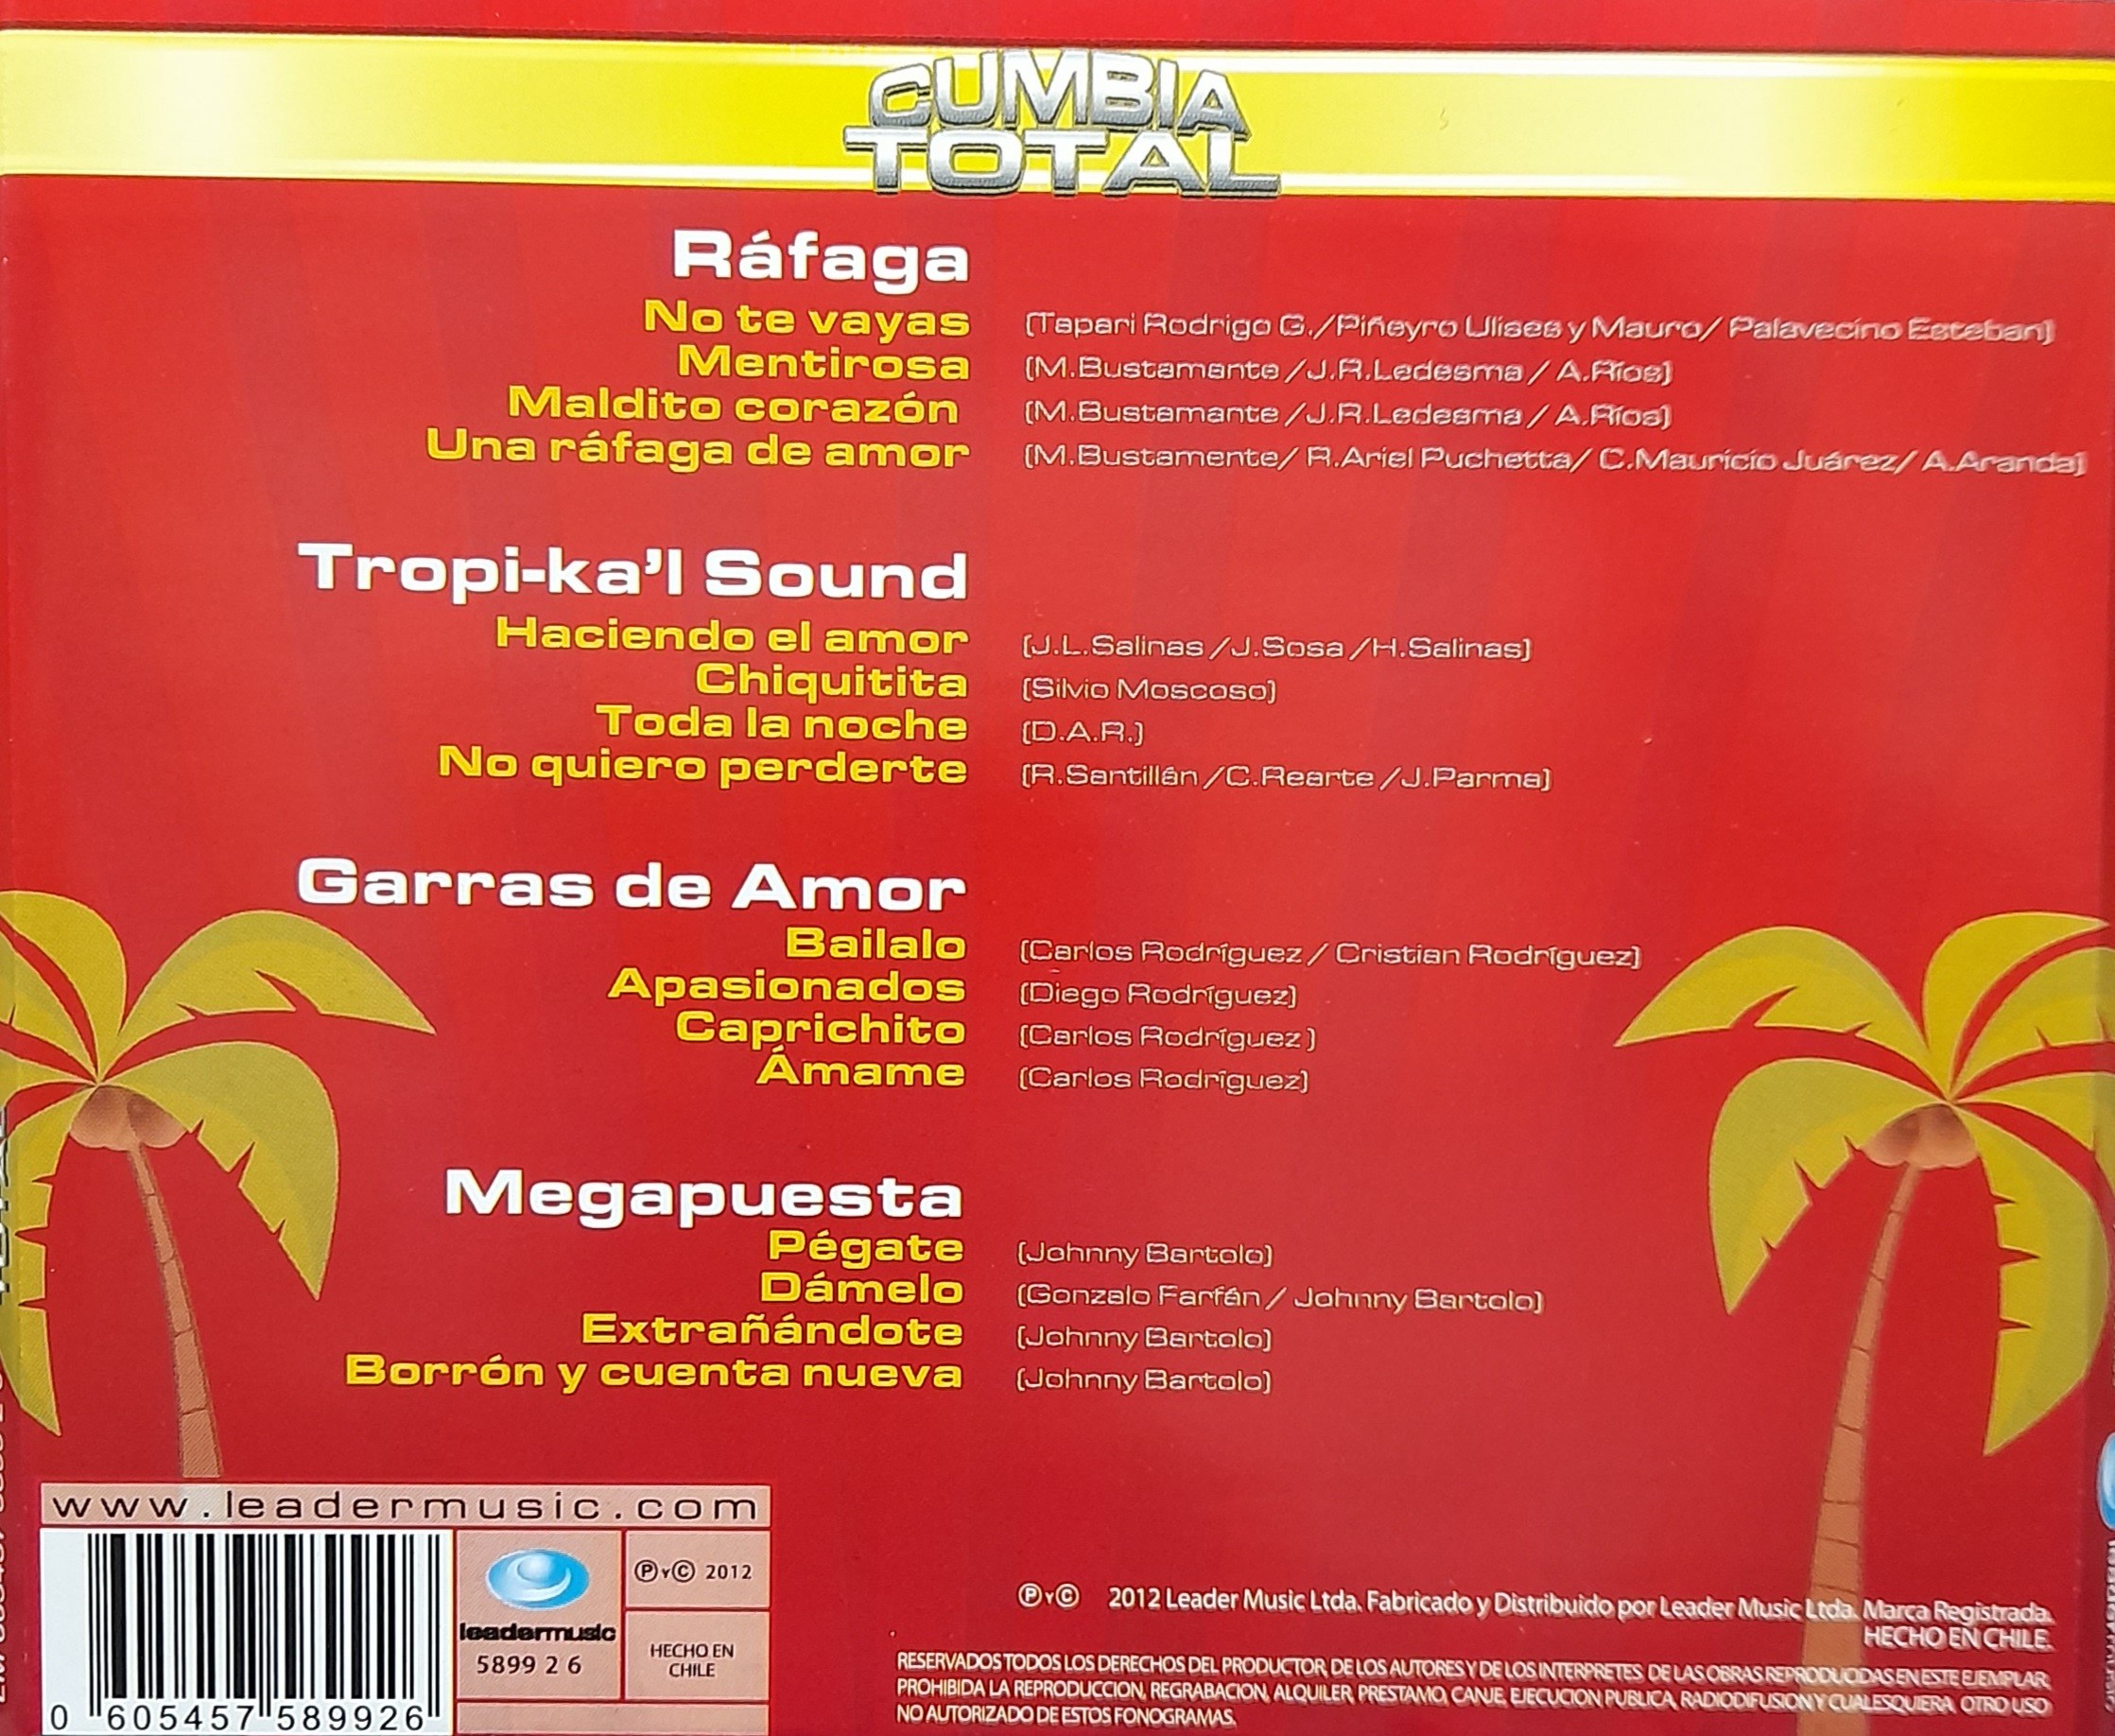 CUMBIA
TOTAL
Ráfaga
No te vayas (Tapari Rodrigo G./Piñeyro Ulises y Mauro/ Palavecino Esteban)
Mentirosa (M.Bustamante /J.R.Ledesma / A.Ríos)
Maldito corazón (M.Bustamante /J.R.Ledesma / A.Ríos)
Una ráfaga de amor (M.Bustamente/ R.Ariel Puchetta/ C.Mauricio Juárez/ A.Aranda)
Tropi-ka'l Sound
Haciendo el amor (J.L.Salinas /J.Sosa /H.Salinas)
Chiquitita (Silvio Moscoso)
Toda la noche (D.A.R.)
No quiero perderte (R.Santillán /C.Rearte /J.Parma)
Garras de Amor
Bailalo (Carlos Rodríguez / Cristian Rodríguez)
Apasionados (Diego Rodríguez)
Caprichito (Carlos Rodríguez )
Ámame (Carlos Rodríguez)
Megapuesta
Pégate (Johnny Bartolo)
Dámelo (Gonzalo Farfán / Johnny Bartolo)
Extrañándote (Johnny Bartolo)
Borrón y cuenta nueva (Johnny Bartolo)
www.leadermusic.com
℗ Y © 2012
leadermusic
5899 2 6
HECHO EN
CHILE
0 605457 589926
℗ Y © 2012 Leader Music Ltda. Fabricado y Distribuido por Leader Music Ltda. Marca Registrada.
HECHO EN CHILE.
RESERVADOS TODOS LOS DERECHOS DEL PRODUCTOR, DE LOS AUTORES Y DE LOS INTERPRETES DE LAS OBRAS REPRODUCIDAS EN ESTE EJEMPLAR,
PROHIBIDA LA REPRODUCCION, REGRABACION, ALQUILER, PRESTAMO, CANJE, EJECUCION PUBLICA, RADIODIFUSION Y CUALESQUIERA OTRO USO
NO AUTORIZADO DE ESTOS FONOGRAMAS.